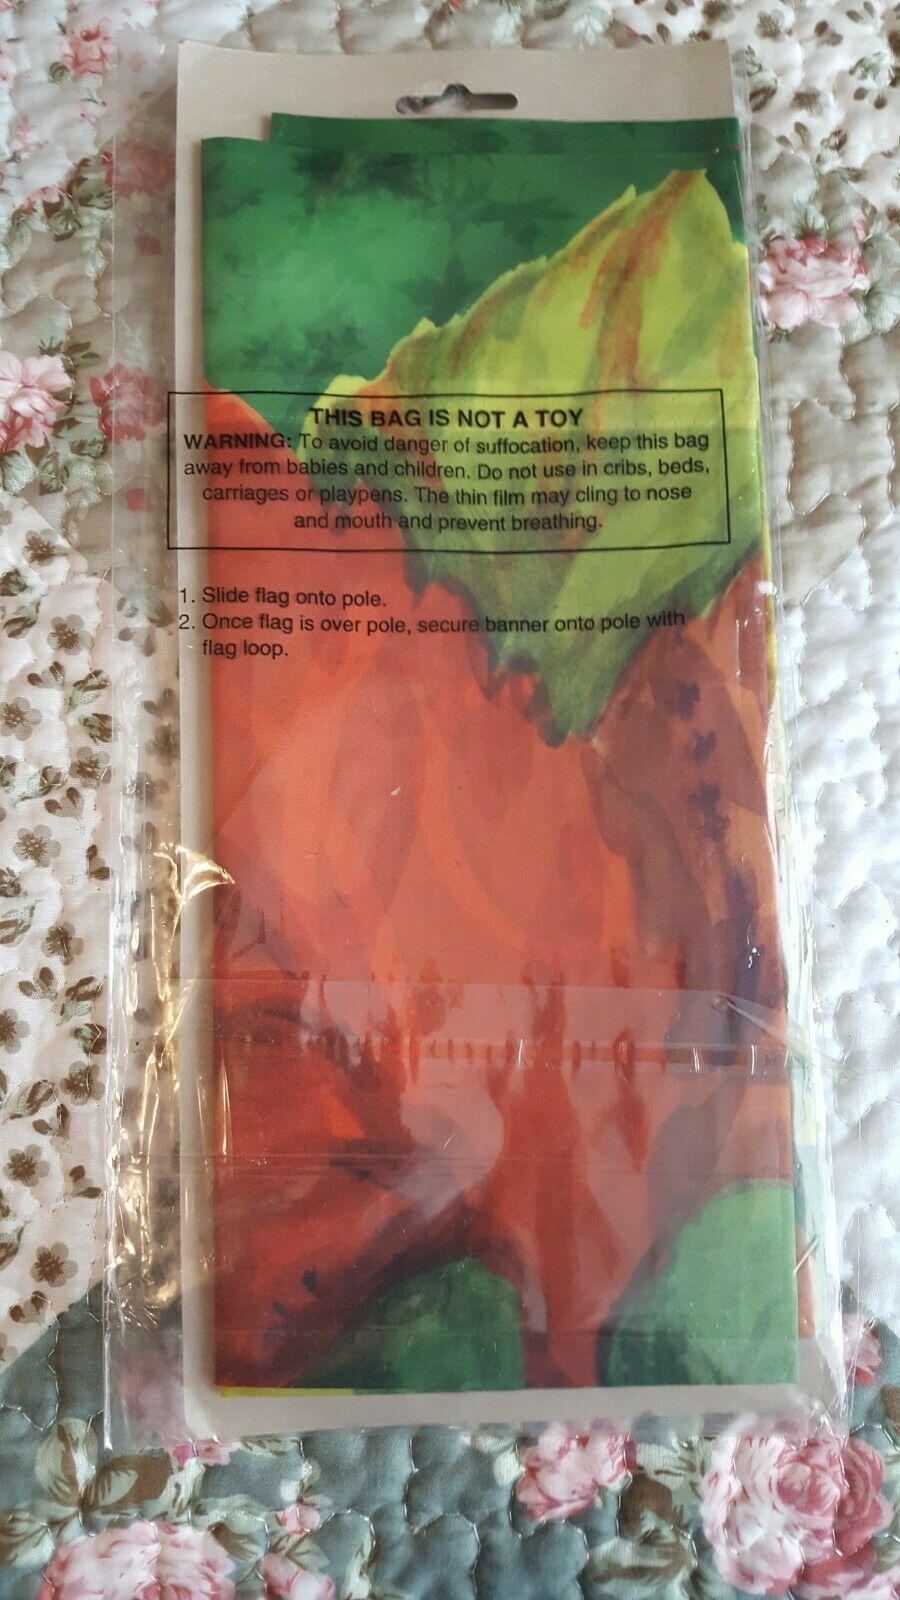 THIS BAG IS NOT A TOY
WARNING: To avoid danger of suffocation, keep this bag
away from babies and children. Do not use in cribs, beds,
carriages or playpens. The thin film may cling to nose
and mouth and prevent breathing.
1. Slide flag onto pole.
2. Once flag is over pole, secure banner onto pole with
flag loop.